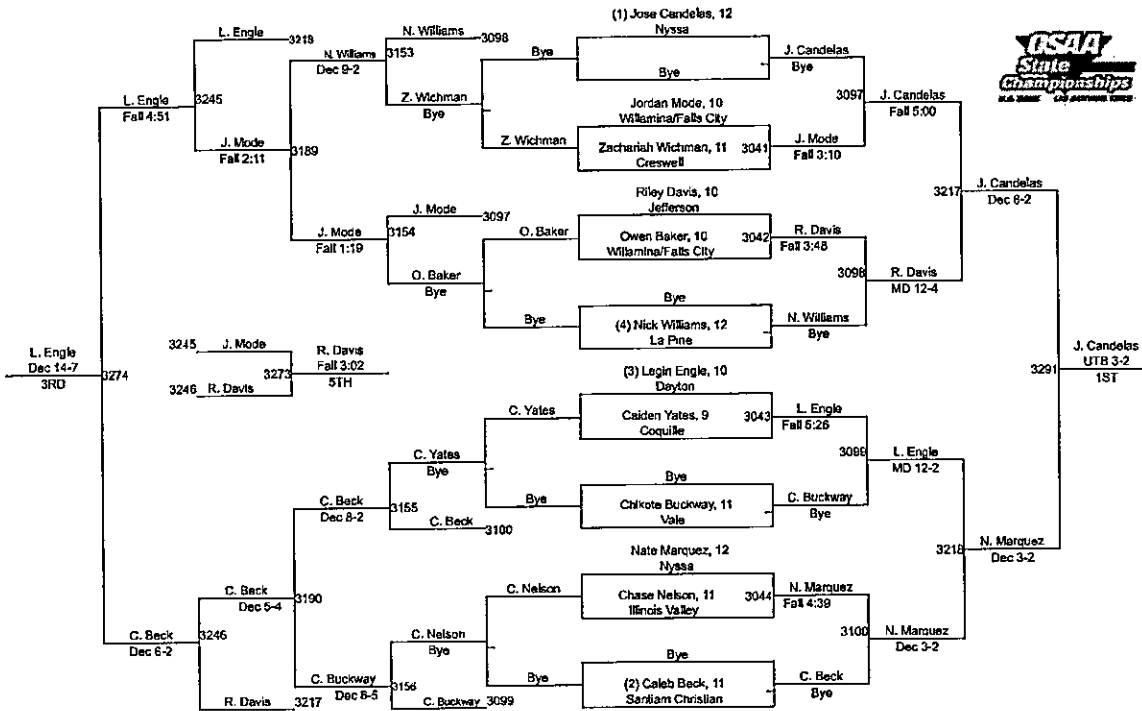 (1) Jose Candelas, 12
Nyssa
Bye
Jordan Mode, 10
Willamina/Falls City
Zachariah Wichman, 11
Creswell
3041
Riley Davis, 10
Jefferson
Owen Baker, 10
Willamina/Falls City
3042
Bye
(4) Nick Williams, 12
La Pine
(3) Legin Engle, 10
Dayton
Caiden Yates, 9
Coquille
3043
Bye
Chikote Buckway, 11
Vale
Nate Marquez, 12
Nyssa
Chase Nelson, 11
Illinois Valley
3044
Bye
(2) Caleb Beck, 11
Santiam Christian
J. Candelas
Bye
3097
J. Mode
Fall 3:10
R. Davis
Fall 3:48
3098
N. Williams
Bye
L. Engle
Fall 5:26
3099
C. Buckway
Bye
N. Marquez
Fall 4:39
3100
C. Beck
Bye
J. Candelas
Fall 5:00
3217
R. Davis
MD 12-4
L. Engle
MD 12-2
3218
N. Marquez
Dec 3-2
J. Candelas
Dec 6-2
3291
N. Marquez
Dec 3-2
J. Candelas
UTB 3-2
1ST
OSAA
State
Championships
Bye
Z. Wichman
O. Baker
Bye
C. Yates
Bye
C. Nelson
Bye
N. Williams
3098
3153
Z. Wichman
Bye
J. Mode
3097
3154
O. Baker
Bye
C. Yates
Bye
3155
C. Beck
3100
C. Nelson
Bye
3156
C. Buckway
3099
N. Williams
Dec 9-2
3189
J. Mode
Fall 1:19
C. Beck
Dec 8-2
3190
C. Buckway
Dec 8-5
L. Engle
3218
3245
J. Mode
Fall 2:11
C. Beck
Dec 5-4
3246
R. Davis
3217
L. Engle
Fall 4:51
3274
C. Beck
Dec 6-2
L. Engle
Dec 14-7
3RD
3245
J. Mode
3273
3246
R. Davis
R. Davis
Fall 3:02
5TH